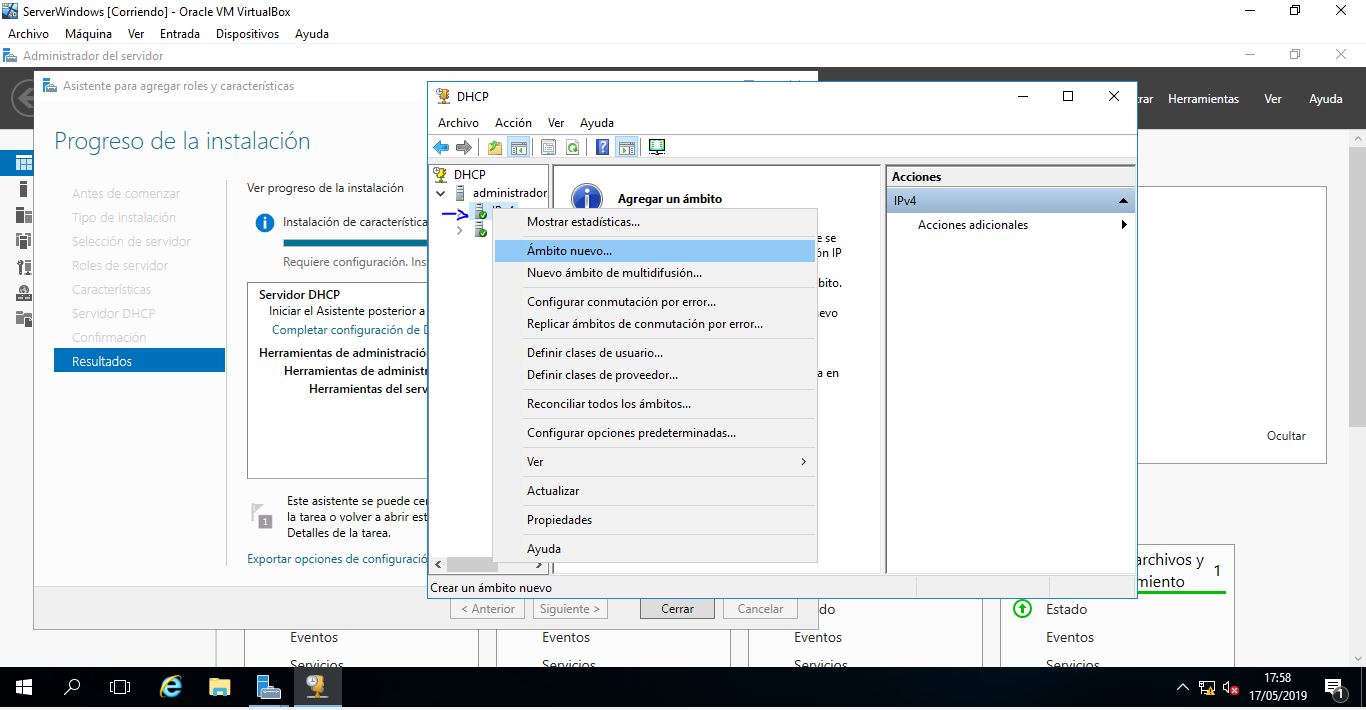 ServerWindows [Corriendo] - Oracle VM VirtualBox
Archivo Máquina Ver Entrada Dispositivos Ayuda
Administrador del servidor
Herramientas Ver Ayuda
Asistente para agregar roles y características
Progreso de la instalación
Antes de comenzar
Tipo de instalación
Selección de servidor
Roles de servidor
Características
Servidor DHCP
Confirmación
Resultados
Ver progreso de la instalación
Instalación de característica
Requiere configuración. Ins
Servidor DHCP
Iniciar el Asistente posterior a
Completar configuración de D
Herramientas de administració
Herramientas de administr
Herramientas del serv
1
Este asistente se puede cer
la tarea o volver a abrir est
Detalles de la tarea.
Exportar opciones de configuració
< Anterior Siguiente > Cerrar Cancelar
DHCP
Archivo Acción Ver Ayuda
DHCP
administrador
Agregar un ámbito
e se
ón IP
bito.
evo
a en
Mostrar estadísticas...
Ámbito nuevo...
Nuevo ámbito de multidifusión...
Configurar conmutación por error...
Replicar ámbitos de conmutación por error...
Definir clases de usuario...
Definir clases de proveedor...
Reconciliar todos los ámbitos...
Configurar opciones predeterminadas...
Ver
Actualizar
Propiedades
Ayuda
Crear un ámbito nuevo
Acciones
IPv4
Acciones adicionales
Ocultar
archivos y
miento
1
do
Estado
Eventos Eventos Eventos Eventos
Servicios Servicios Servicios Servicios
17:58
17/05/2019
1